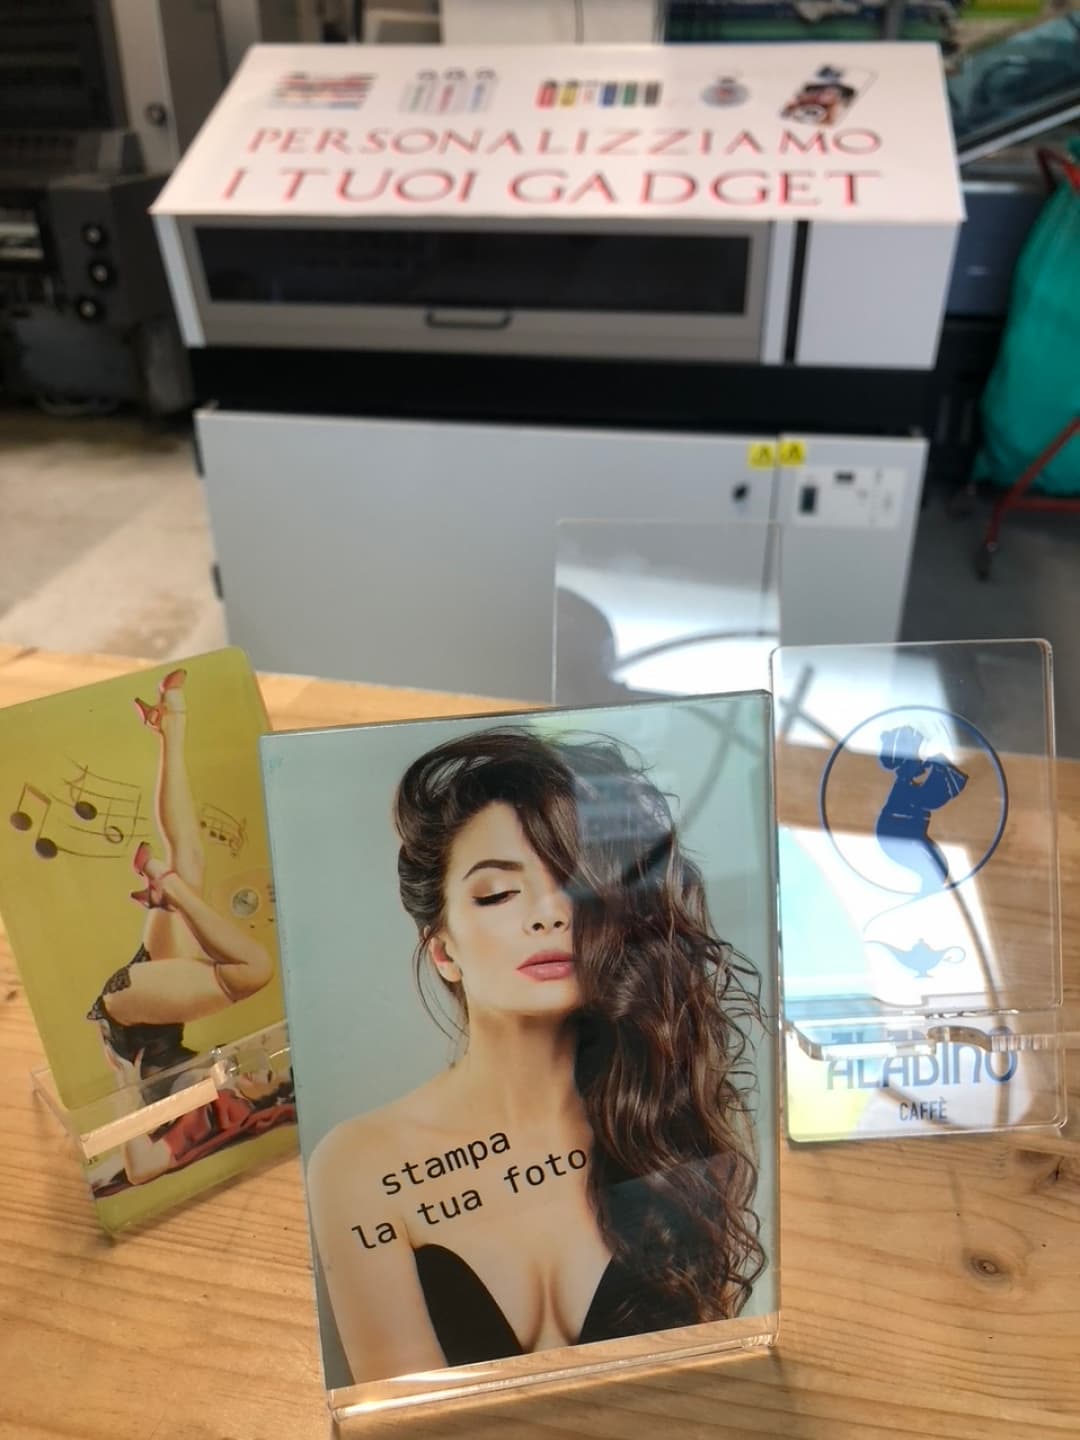 PERSONALIZZIAMO
I TUOI GADGET
stampa
la tua foto
ALADINO
CAFFÈ